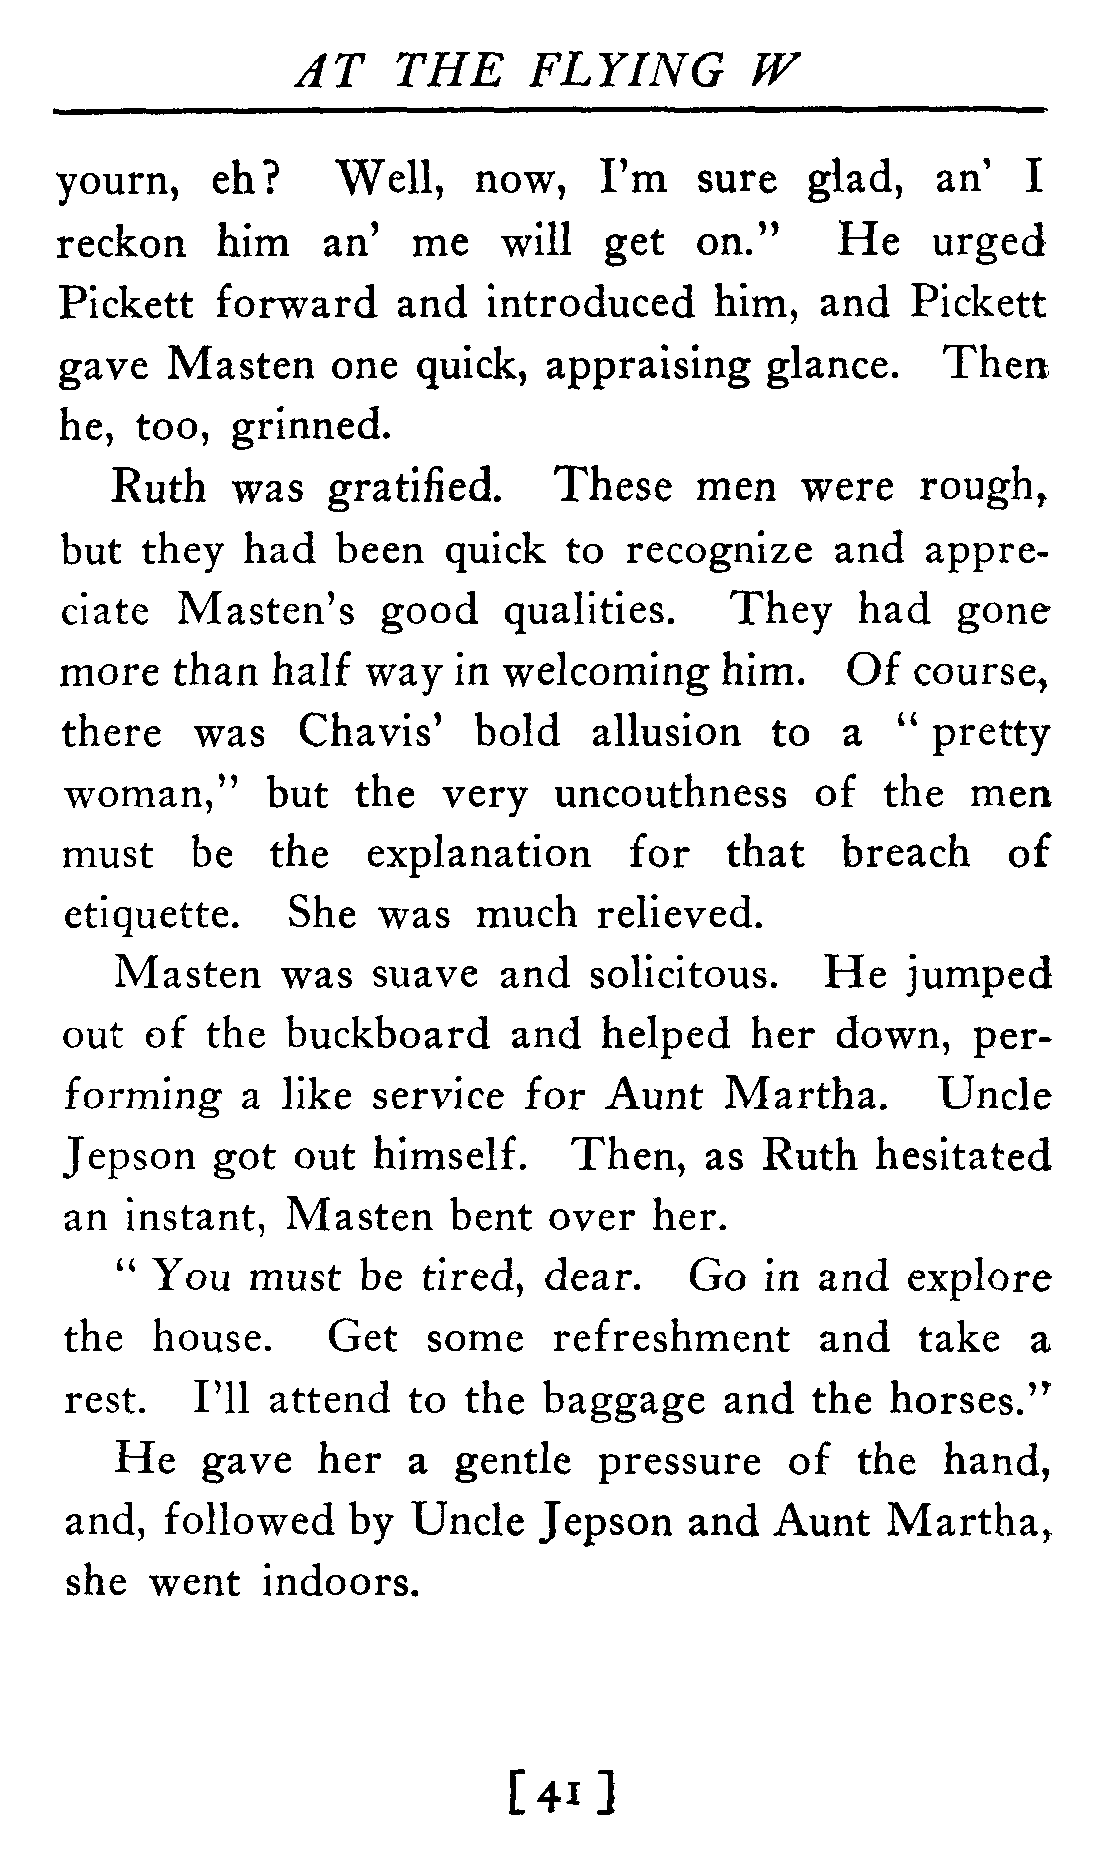 AT THE FLYING W
yourn, eh? Well, now, I'm sure glad, an' I
reckon him an' me will get on." He urged
Pickett forward and introduced him, and Pickett
gave Masten one quick, appraising glance. Then
he, too, grinned.
Ruth was gratified. These men were rough,
but they had been quick to recognize and appre-
ciate Masten's good qualities. They had gone
more than half way in welcoming him. Of course,
there was Chavis' bold allusion to a " pretty
woman," but the very uncouthness of the men
must be the explanation for that breach of
etiquette. She was much relieved.
Masten was suave and solicitous. He jumped
out of the buckboard and helped her down, per-
forming a like service for Aunt Martha. Uncle
Jepson got out himself. Then, as Ruth hesitated
an instant, Masten bent over her.
" You must be tired, dear. Go in and explore
the house. Get some refreshment and take a
rest. I'll attend to the baggage and the horses."
He gave her a gentle pressure of the hand,
and, followed by Uncle Jepson and Aunt Martha,
she went indoors.
[ 41 ]